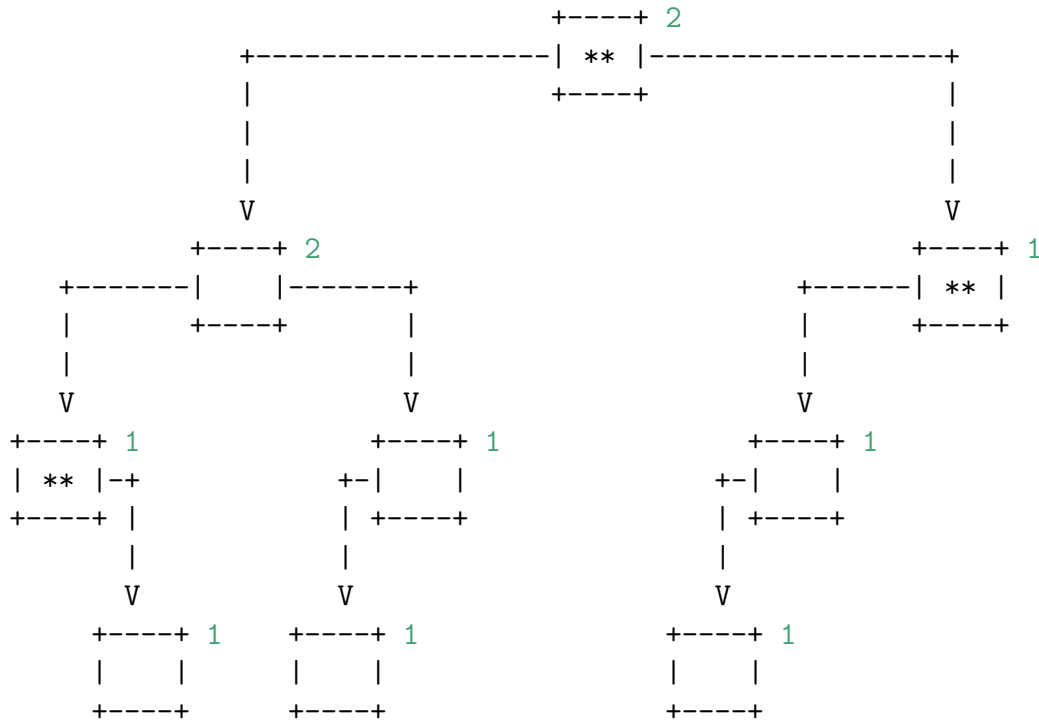 +----+ 2
              +------------------| ** |------------------+
              |                  +----+                  |
              |                                          |
              |                                          |
              V                                          V
           +----+ 2                                    +----+ 1
   +-------|    |-------+                       +------| ** |
   |       +----+       |                       |      +----+
   |                    |                       |
   V                    V                       V
+----+ 1              +----+ 1               +----+ 1
| ** |-+            +-|    |               +-|    |
+----+ |            | +----+               | +----+
       |            |                      |
       V            V                      V
     +----+ 1    +----+ 1               +----+ 1
     |    |      |    |                 |    |
     +----+      +----+                 +----+